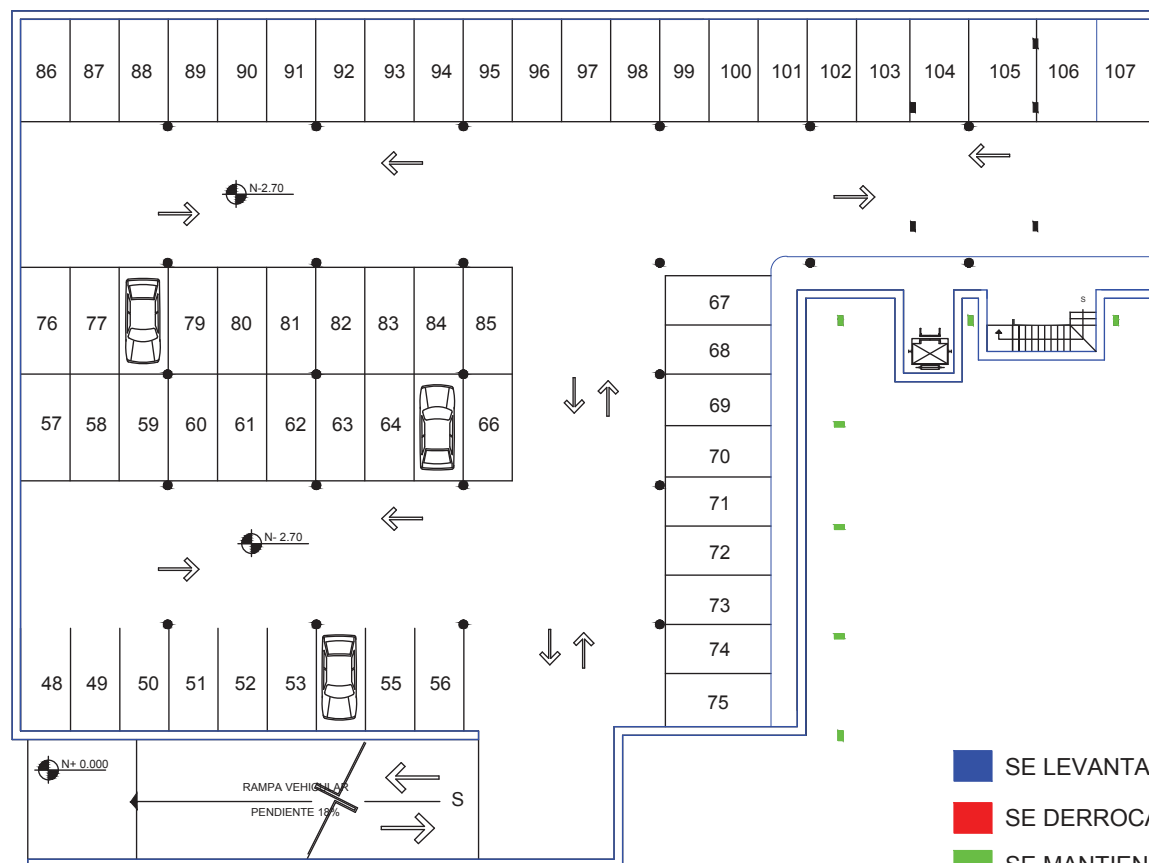 86 87 88 89 90 91 92 93 94 95 96 97 98 99 100 101 102 103 104 105 106 107
N-2.70
76 77 79 80 81 82 83 84 85
67
68
57 58 59 60 61 62 63 64 66
69
70
71
N- 2.70
72
73
74
48 49 50 51 52 53 55 56
75
S
N+ 0.000
RAMPA VEHICULAR
PENDIENTE 18%
S
SE LEVANTA
SE DERROCA
SE MANTIEN